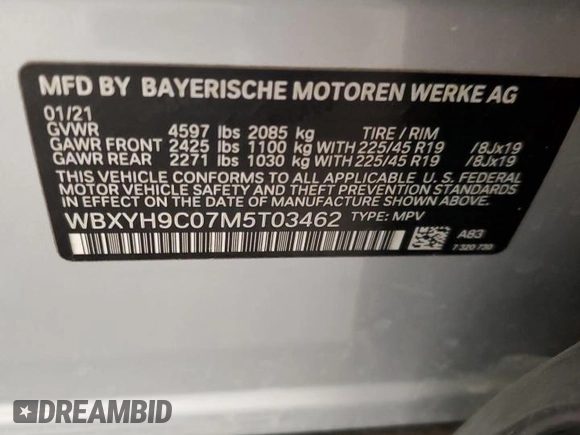 MFD BY BAYERISCHE MOTOREN WERKE AG
01/21
GVWR 4597 lbs 2085 kg TIRE / RIM
GAWR FRONT 2425 lbs 1100 kg WITH 225/45 R19 /8Jx19
GAWR REAR 2271 lbs 1030 kg WITH 225/45 R19 /8Jx19
THIS VEHICLE CONFORMS TO ALL APPLICABLE U.S. FEDERAL
MOTOR VEHICLE SAFETY AND THEFT PREVENTION STANDARDS
IN EFFECT ON THE DATE OF MANUFACTURE SHOWN ABOVE.
WBXYH9C07M5T03462 TYPE: MPV
A83
7 320 730
DREAMBID